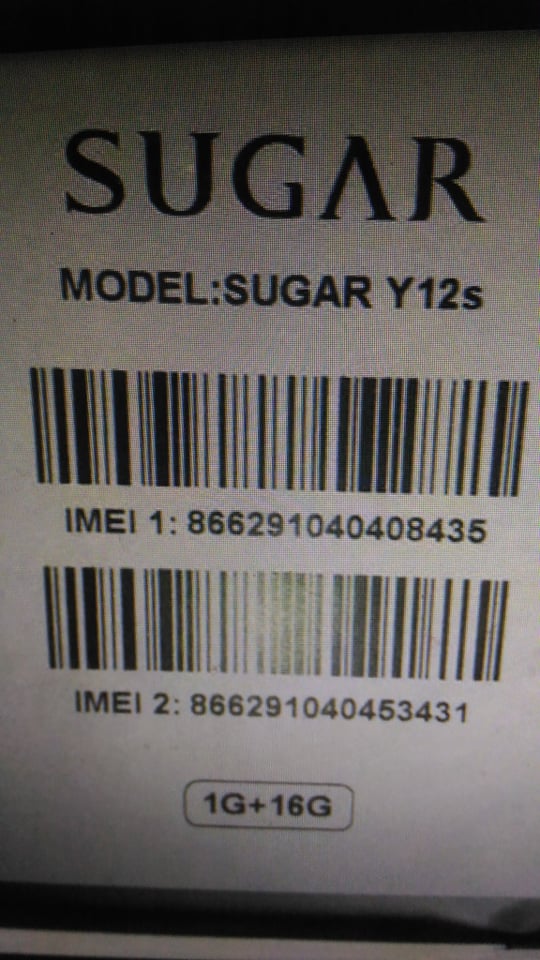 SUGAR
MODEL:SUGAR Y12s
IMEI 1: 866291040408435
IMEI 2: 866291040453431
1G+16G